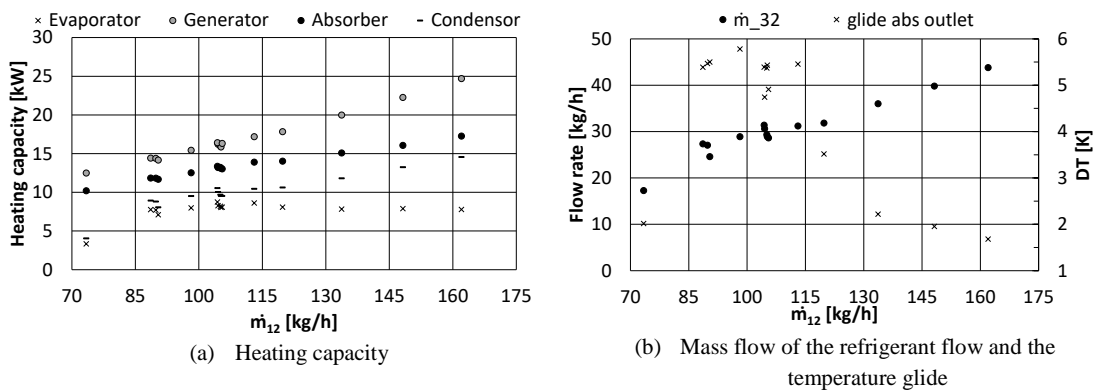 × Evaporator ● Generator ● Absorber – Condensor
30
25
20
15
10
5
0
Heating capacity [kW]
70 85 100 115 130 145 160 175
ṁ12 [kg/h]
(a) Heating capacity
● ṁ_32 × glide abs outlet
50
40
30
20
10
0
Flow rate [kg/h]
6
5
4
3
2
1
DT [K]
70 85 100 115 130 145 160 175
ṁ12 [kg/h]
(b) Mass flow of the refrigerant flow and the
temperature glide